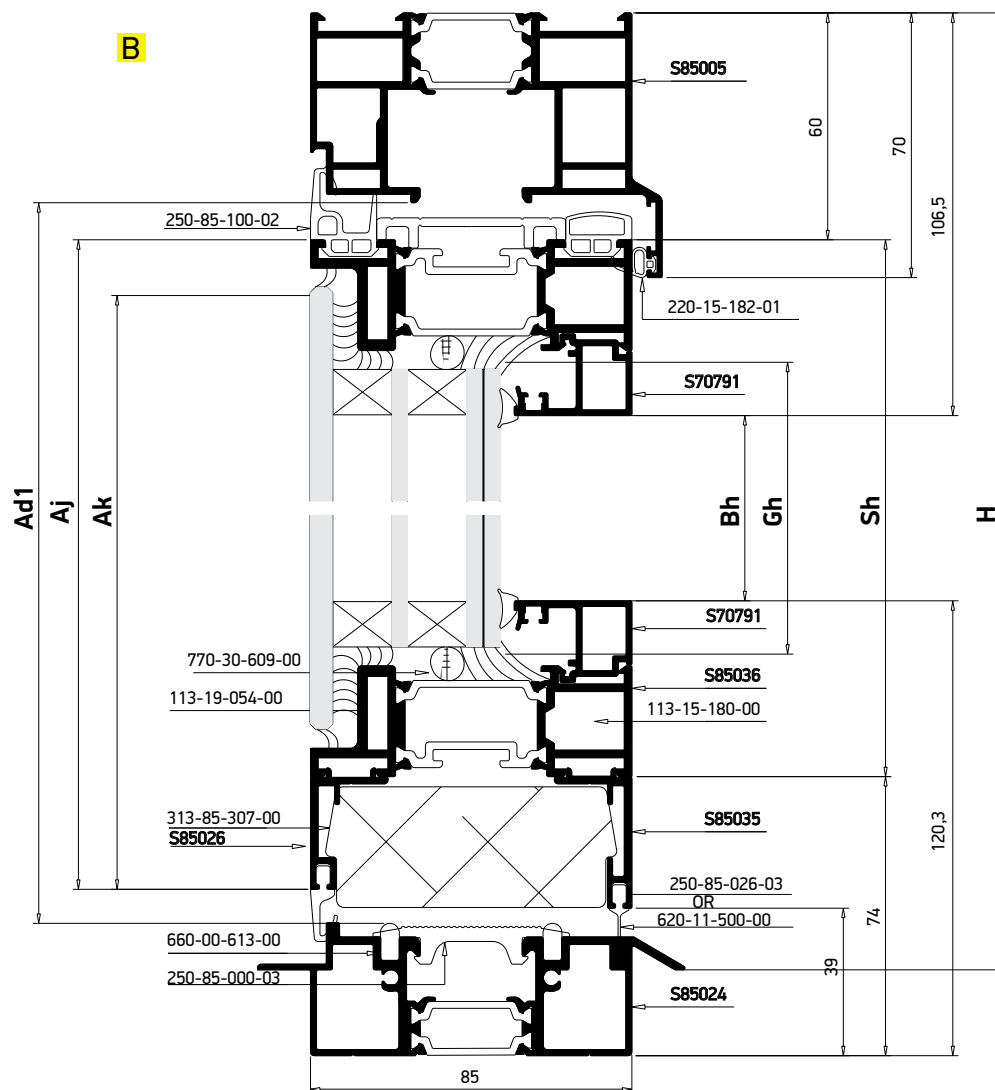 B
S85005
60
70
106,5
250-85-100-02
220-15-182-01
S70791
Ad1
Aj
Ak
Bh
Gh
Sh
H
S70791
770-30-609-00
S85036
113-19-054-00
113-15-180-00
313-85-307-00
S85026
S85035
120,3
250-85-026-03
OR
620-11-500-00
74
660-00-613-00
39
250-85-000-03
S85024
85